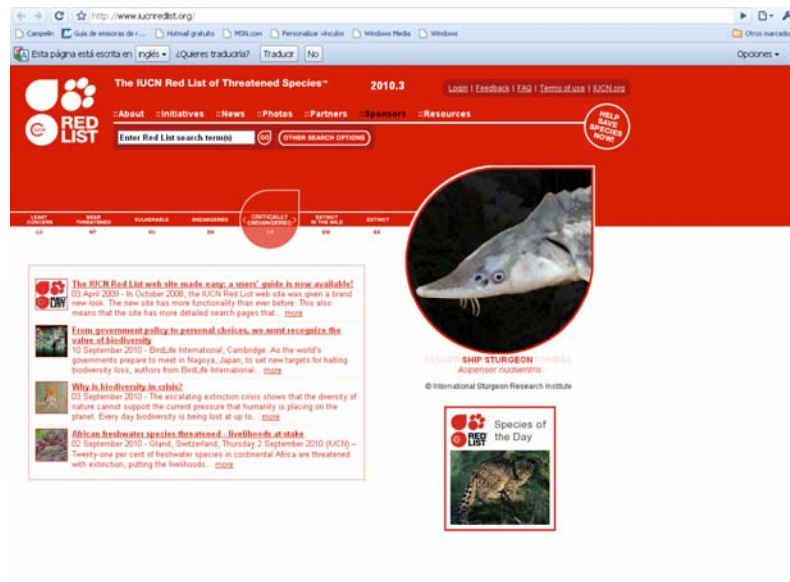 http://www.iucnredlist.org/
Campelin Guía de emisoras de r... Hotmail gratuito MSN.com Personalizar vínculos Windows Media Windows Otros marcado
Esta página está escrita en inglés ¿Quieres traducirla? Traducir No Opciones
The IUCN Red List of Threatened Species™ 2010.3 Login | Feedback | FAQ | Terms of use | IUCN.org
RED LIST
::About ::Initiatives ::News ::Photos ::Partners ::Sponsors ::Resources
Enter Red List search term(s) GO OTHER SEARCH OPTIONS
HELP
SAVE
SPECIES
NOW!
LEAST CONCERN NEAR THREATENED VULNERABLE ENDANGERED CRITICALLY ENDANGERED EXTINCT IN THE WILD EXTINCT
LC NT VU EN CR EW EX
The IUCN Red List web site made easy: a users' guide is now available!
03 April 2009 - In October 2008, the IUCN Red List web site was given a brand
new look. The new site has more functionality than ever before. This also
means that the site has more detailed search pages that... more
From government policy to personal choices, we must recognize the
value of biodiversity
10 September 2010 - BirdLife International, Cambridge. As the world's
governments prepare to meet in Nagoya, Japan, to set new targets for halting
biodiversity loss, authors from BirdLife International... more
Why is biodiversity in crisis?
03 September 2010 - The escalating extinction crisis shows that the diversity of
nature cannot support the current pressure that humanity is placing on the
planet. Every day biodiversity is being lost at up to... more
African freshwater species threatened - livelihoods at stake
02 September 2010 - Gland, Switzerland, Thursday 2 September 2010 (IUCN) –
Twenty-one per cent of freshwater species in continental Africa are threatened
with extinction, putting the livelihoods... more
SHIP STURGEON
Acipenser nudiventris
© International Sturgeon Research Institute
RED LIST
Species of
the Day